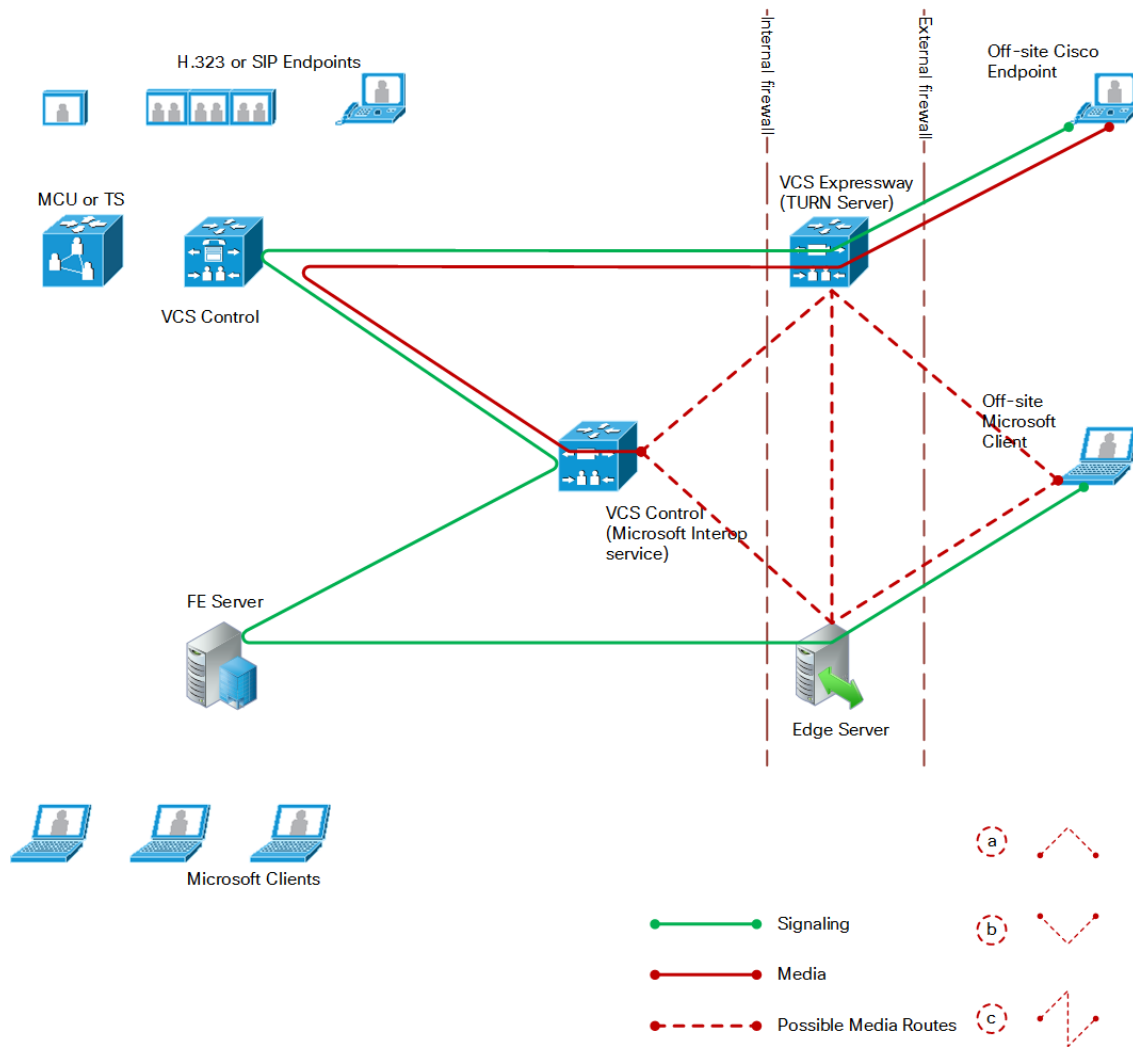 H.323 or SIP Endpoints
Internal firewall
External firewall
Off-site Cisco
Endpoint
MCU or TS
VCS Control
VCS Expressway
(TURN Server)
Off-site
Microsoft
Client
VCS Control
(Microsoft Interop
service)
FE Server
Edge Server
Microsoft Clients
a
b
c
Signaling
Media
Possible Media Routes